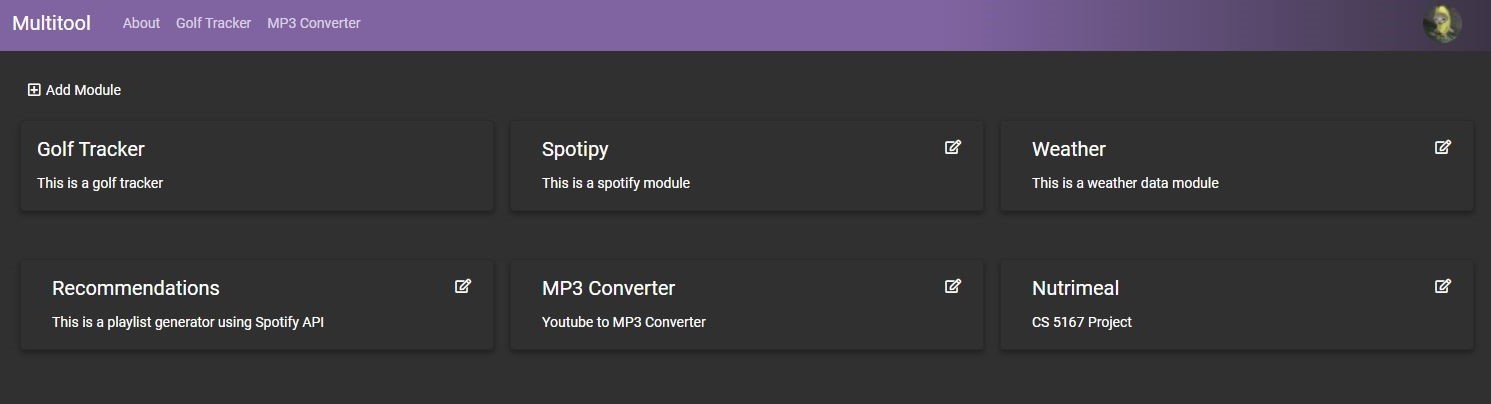 Multitool About Golf Tracker MP3 Converter
Add Module
Golf Tracker
This is a golf tracker
Spotipy
This is a spotify module
Weather
This is a weather data module
Recommendations
This is a playlist generator using Spotify API
MP3 Converter
Youtube to MP3 Converter
Nutrimeal
CS 5167 Project